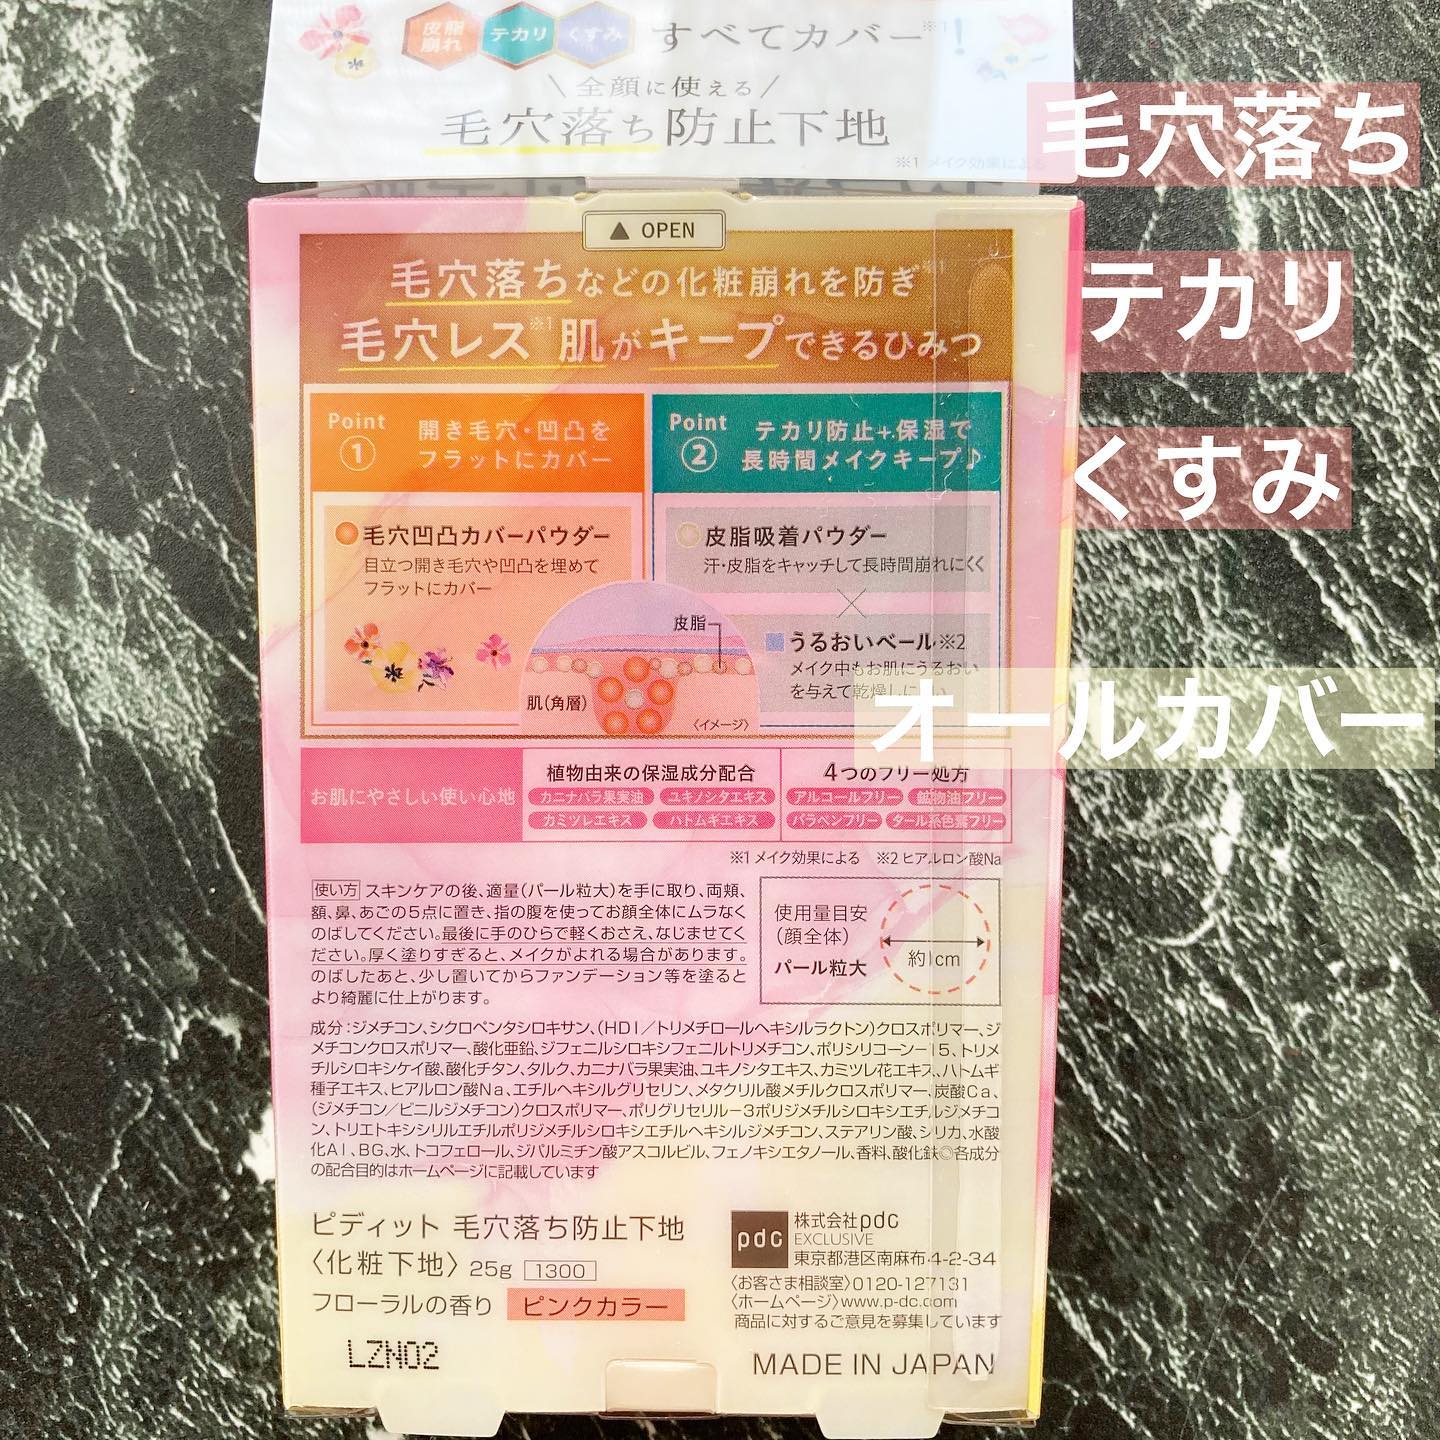 皮脂崩れ テカリ くすみ すべてカバー※1!
\全顔に使える/
毛穴落ち防止下地
※1 メイク効果による
毛穴落ち
テカリ
くすみ
オールカバー
▲ OPEN
毛穴落ちなどの化粧崩れを防ぎ※1
毛穴レス※1肌がキープできるひみつ
Point ①
開き毛穴・凹凸を
フラットにカバー
毛穴凹凸カバーパウダー
目立つ開き毛穴や凹凸を埋めて
フラットにカバー
Point ②
テカリ防止+保湿で
長時間メイクキープ♪
皮脂吸着パウダー
汗・皮脂をキャッチして長時間崩れにくく
うるおいベール※2
メイク中もお肌にうるおい
を与えて乾燥しに
皮脂
肌(角層)
〈イメージ〉
お肌にやさしい使い心地
植物由来の保湿成分配合
カニナバラ果実油 ユキノシタエキス
カミツレエキス ハトムギエキス
4つのフリー処方
アルコールフリー 鉱物油フリー
パラベンフリー タール系色素フリー
※1 メイク効果による ※2 ヒアルロン酸Na
使い方 スキンケアの後、適量(パール粒大)を手に取り、両頬、
額、鼻、あごの5点に置き、指の腹を使ってお顔全体にムラなく
のばしてください。最後に手のひらで軽くおさえ、なじませてく
ださい。厚く塗りすぎると、メイクがよれる場合があります。
のばしたあと、少し置いてからファンデーション等を塗ると
より綺麗に仕上がります。
使用量目安
(顔全体)
パール粒大
約1cm
成分:ジメチコン、シクロペンタシロキサン、(HDI/トリメチロールヘキシルラクトン)クロスポリマー、ジ
メチコンクロスポリマー、酸化亜鉛、ジフェニルシロキシフェニルトリメチコン、ポリシリコーン-15、トリメ
チルシロキシケイ酸、酸化チタン、タルク、カニナバラ果実油、ユキノシタエキス、カミツレ花エキス、ハトムギ
種子エキス、ヒアルロン酸Na、エチルヘキシルグリセリン、メタクリル酸メチルクロスポリマー、炭酸Ca、
(ジメチコン/ビニルジメチコン)クロスポリマー、ポリグリセリル-3ポリジメチルシロキシエチルジメチコ
ン、トリエトキシシリルエチルポリジメチルシロキシエチルヘキシルジメチコン、ステアリン酸、シリカ、水酸
化Al、BG、水、トコフェロール、ジパルミチン酸アスコルビル、フェノキシエタノール、香料、酸化鉄◎各成分
の配合目的はホームページに記載しています
ピディット 毛穴落ち防止下地
〈化粧下地〉 25g 1300
フローラルの香り ピンクカラー
LZN02
pdc
株式会社pdc
EXCLUSIVE
東京都港区南麻布4-2-34
〈お客さま相談室〉0120-127131
〈ホームページ〉www.p-dc.com
商品に対するご意見を募集しています
MADE IN JAPAN